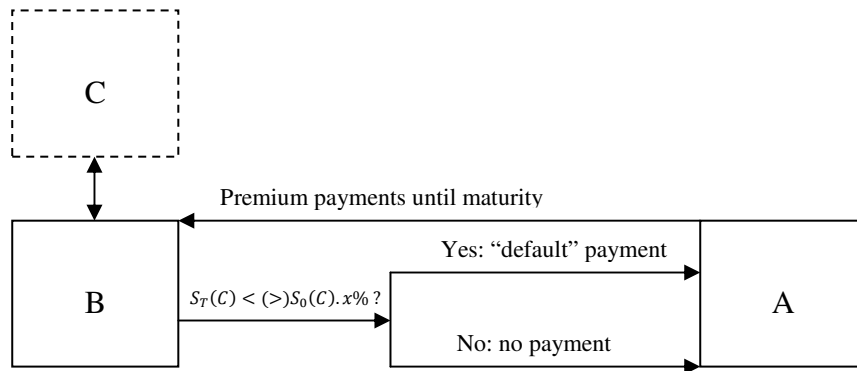 C
Premium payments until maturity
Yes: “default” payment
B
S_T(C) < (>)S_0(C).x% ?
A
No: no payment